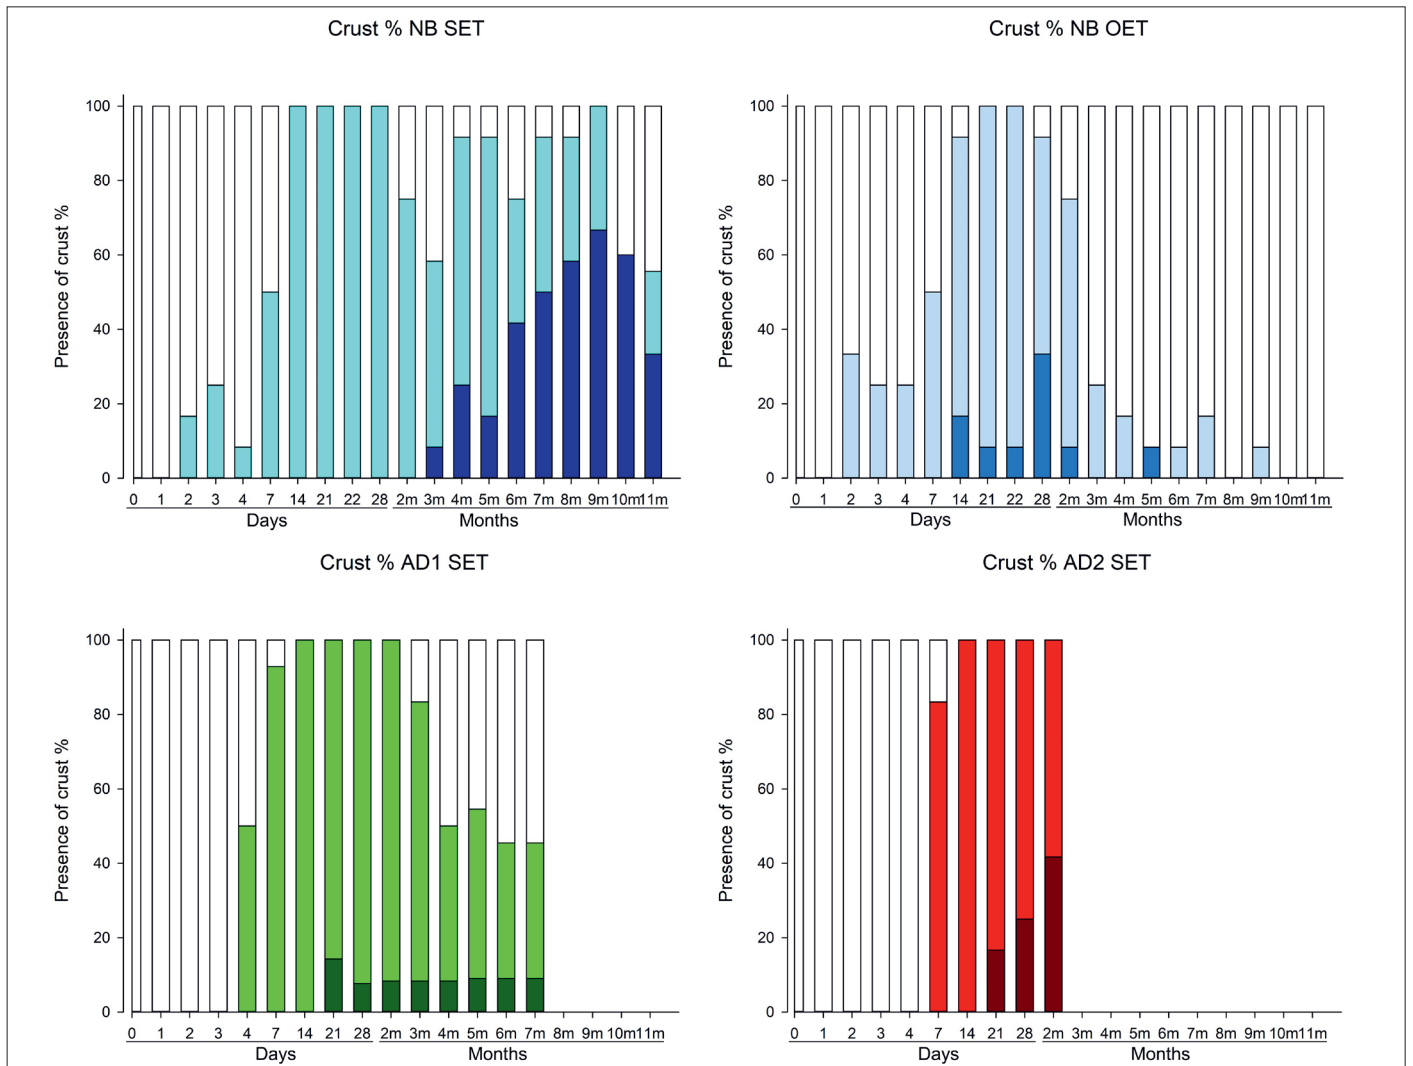 Crust % NB SET
Crust % NB OET
Presence of crust %
100
80
60
40
20
0
0 1 2 3 4 7 14 21 22 28 2m 3m 4m 5m 6m 7m 8m 9m 10m 11m
Days Months
Presence of crust %
100
80
60
40
20
0
0 1 2 3 4 7 14 21 22 28 2m 3m 4m 5m 6m 7m 8m 9m 10m 11m
Days Months
Crust % AD1 SET
Crust % AD2 SET
Presence of crust %
100
80
60
40
20
0
0 1 2 3 4 7 14 21 28 2m 3m 4m 5m 6m 7m 8m 9m 10m 11m
Days Months
Presence of crust %
100
80
60
40
20
0
0 1 2 3 4 7 14 21 28 2m 3m 4m 5m 6m 7m 8m 9m 10m 11m
Days Months